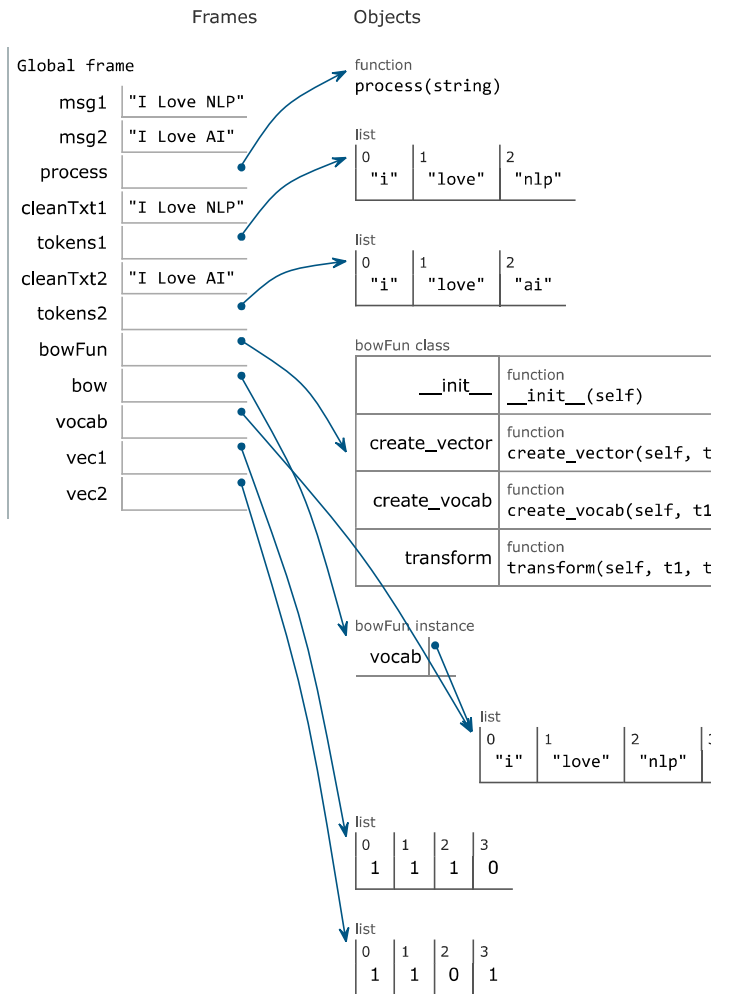 Frames Objects
Global frame
msg1 "I Love NLP"
msg2 "I Love AI"
process
cleanTxt1 "I Love NLP"
tokens1
cleanTxt2 "I Love AI"
tokens2
bowFun
bow
vocab
vec1
vec2
function
process(string)
list
0 1 2
"i" "love" "nlp"
list
0 1 2
"i" "love" "ai"
bowFun class
__init__ function
__init__(self)
create_vector function
create_vector(self, t
create_vocab function
create_vocab(self, t1
transform function
transform(self, t1, t
bowFun instance
vocab
list
0 1 2
"i" "love" "nlp"
list
0 1 2 3
1 1 1 0
list
0 1 2 3
1 1 0 1